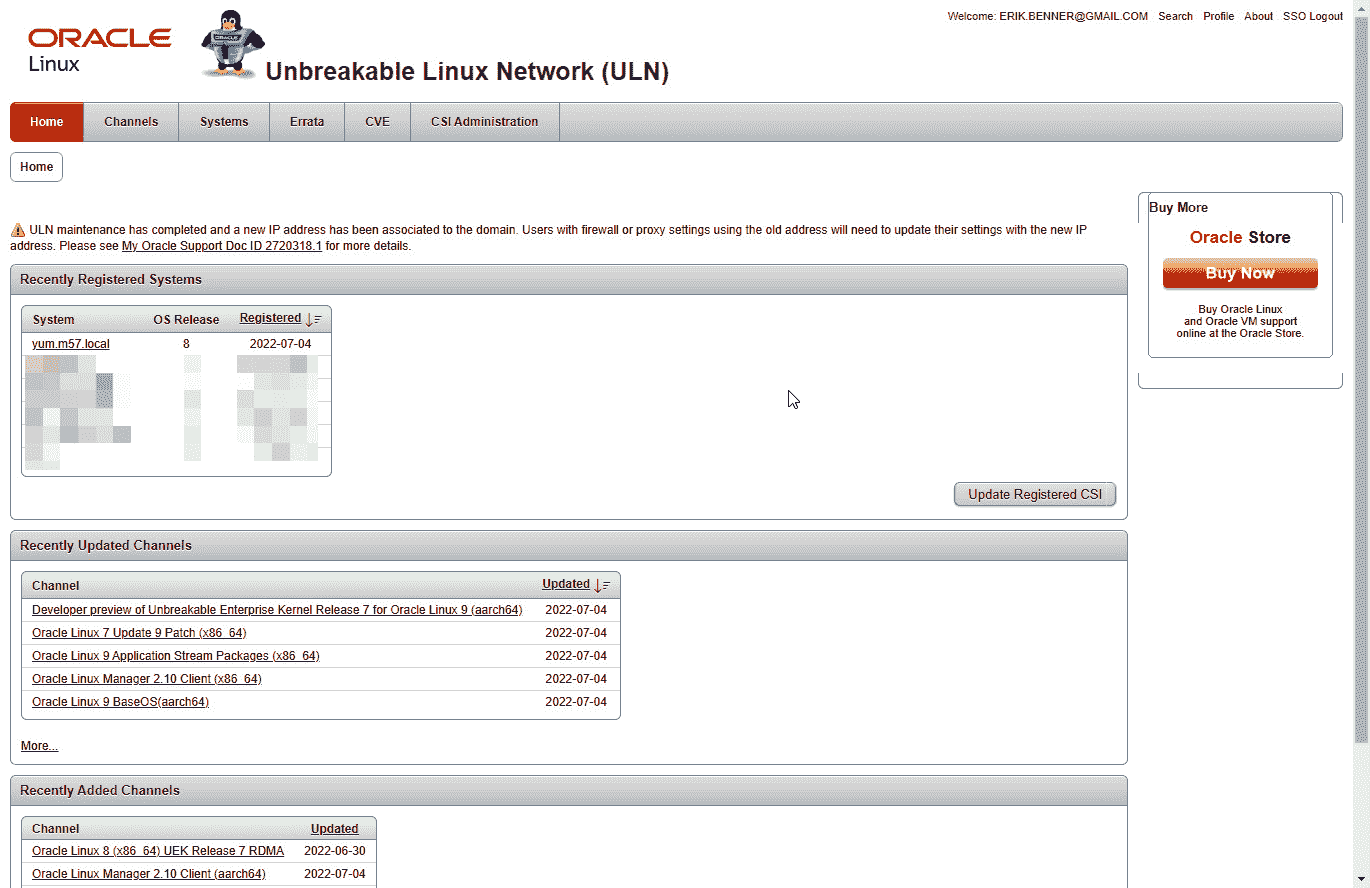 Welcome: ERIK.BENNER@GMAIL.COM Search Profile About SSO Logout
ORACLE
Linux
ORACLE
Unbreakable Linux Network (ULN)
Home Channels Systems Errata CVE CSI Administration
Home
ULN maintenance has completed and a new IP address has been associated to the domain. Users with firewall or proxy settings using the old address will need to update their settings with the new IP
address. Please see My Oracle Support Doc ID 2720318.1 for more details.
Buy More
Oracle Store
Buy Now
Buy Oracle Linux
and Oracle VM support
online at the Oracle Store.
Recently Registered Systems
System OS Release Registered
yum.m57.local 8 2022-07-04
Update Registered CSI
Recently Updated Channels
Channel Updated
Developer preview of Unbreakable Enterprise Kernel Release 7 for Oracle Linux 9 (aarch64) 2022-07-04
Oracle Linux 7 Update 9 Patch (x86_64) 2022-07-04
Oracle Linux 9 Application Stream Packages (x86_64) 2022-07-04
Oracle Linux Manager 2.10 Client (x86_64) 2022-07-04
Oracle Linux 9 BaseOS(aarch64) 2022-07-04
More...
Recently Added Channels
Channel Updated
Oracle Linux 8 (x86_64) UEK Release 7 RDMA 2022-06-30
Oracle Linux Manager 2.10 Client (aarch64) 2022-07-04